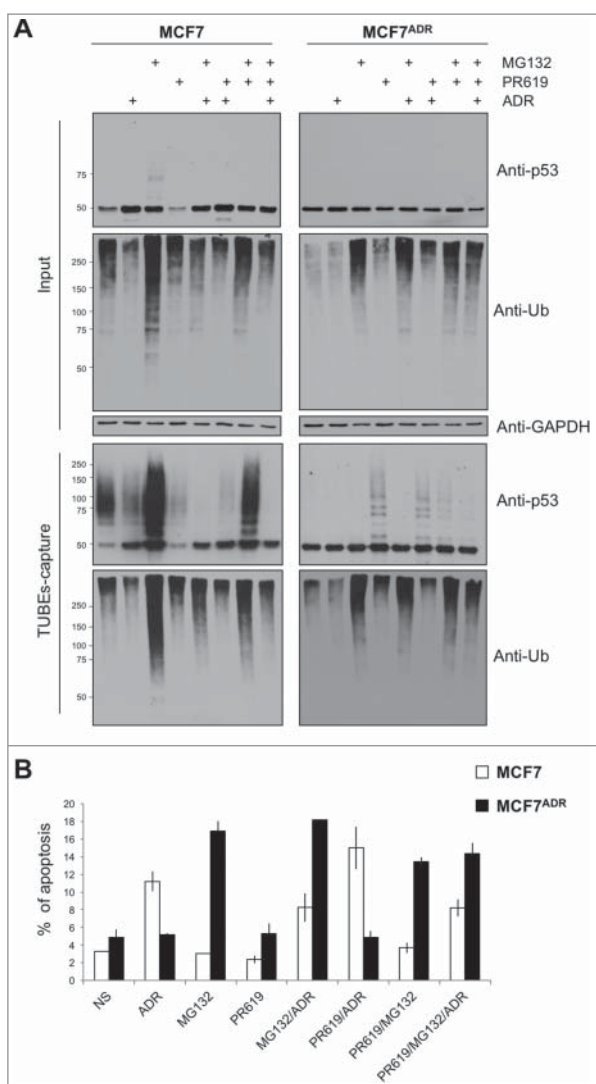 A
MCF7
MCF7ADR
+ + + + + + + + MG132
+ + + + + + + + PR619
+ + + + + + + + ADR
Input
75
50
Anti-p53
250
150
100
75
50
Anti-Ub
Anti-GAPDH
TUBEs-capture
250
150
100
75
50
Anti-p53
250
150
100
75
50
Anti-Ub
B
MCF7
MCF7ADR
% of apoptosis
20
18
16
14
12
10
8
6
4
2
0
NS
ADR
MG132
PR619
MG132/ADR
PR619/ADR
PR619/MG132
PR619/MG132/ADR